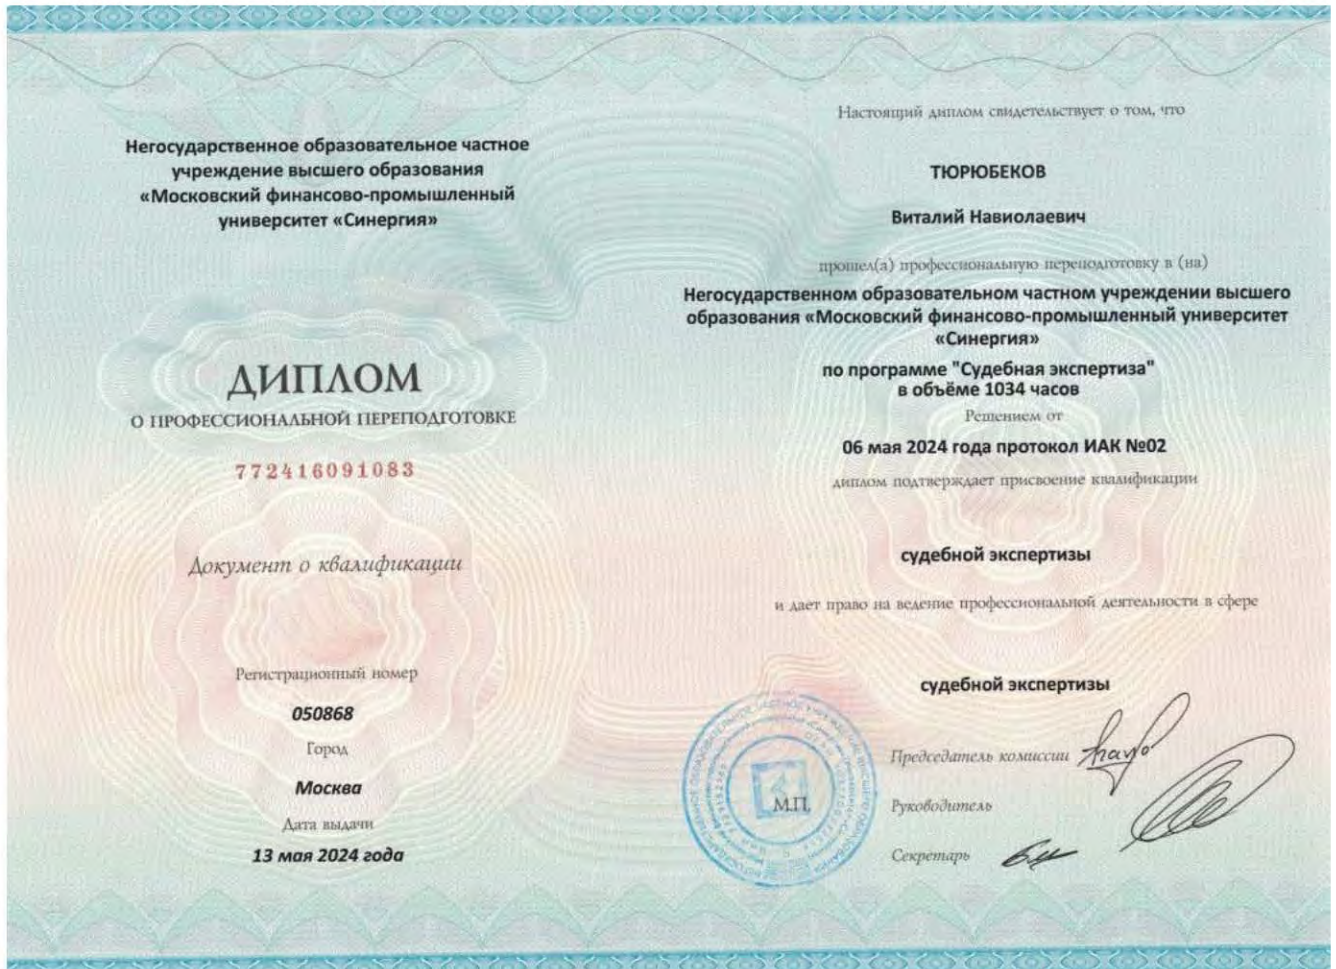 Негосударственное образовательное частное
учреждение высшего образования
«Московский финансово-промышленный
университет «Синергия»
ДИПЛОМ
О ПРОФЕССИОНАЛЬНОЙ ПЕРЕПОДГОТОВКЕ
772416091083
Документ о квалификации
Регистрационный номер
050868
Город
Москва
Дата выдачи
13 мая 2024 года
Настоящий диплом свидетельствует о том, что
ТЮРЮБЕКОВ
Виталий Навиолаевич
прошел(а) профессиональную переподготовку в (на)
Негосударственном образовательном частном учреждении высшего
образования «Московский финансово-промышленный университет
«Синергия»
по программе "Судебная экспертиза"
в объёме 1034 часов
Решением от
06 мая 2024 года протокол ИАК №02
диплом подтверждает присвоение квалификации
судебной экспертизы
и дает право на ведение профессиональной деятельности в сфере
судебной экспертизы
Председатель комиссии
М.П.
Руководитель
Секретарь